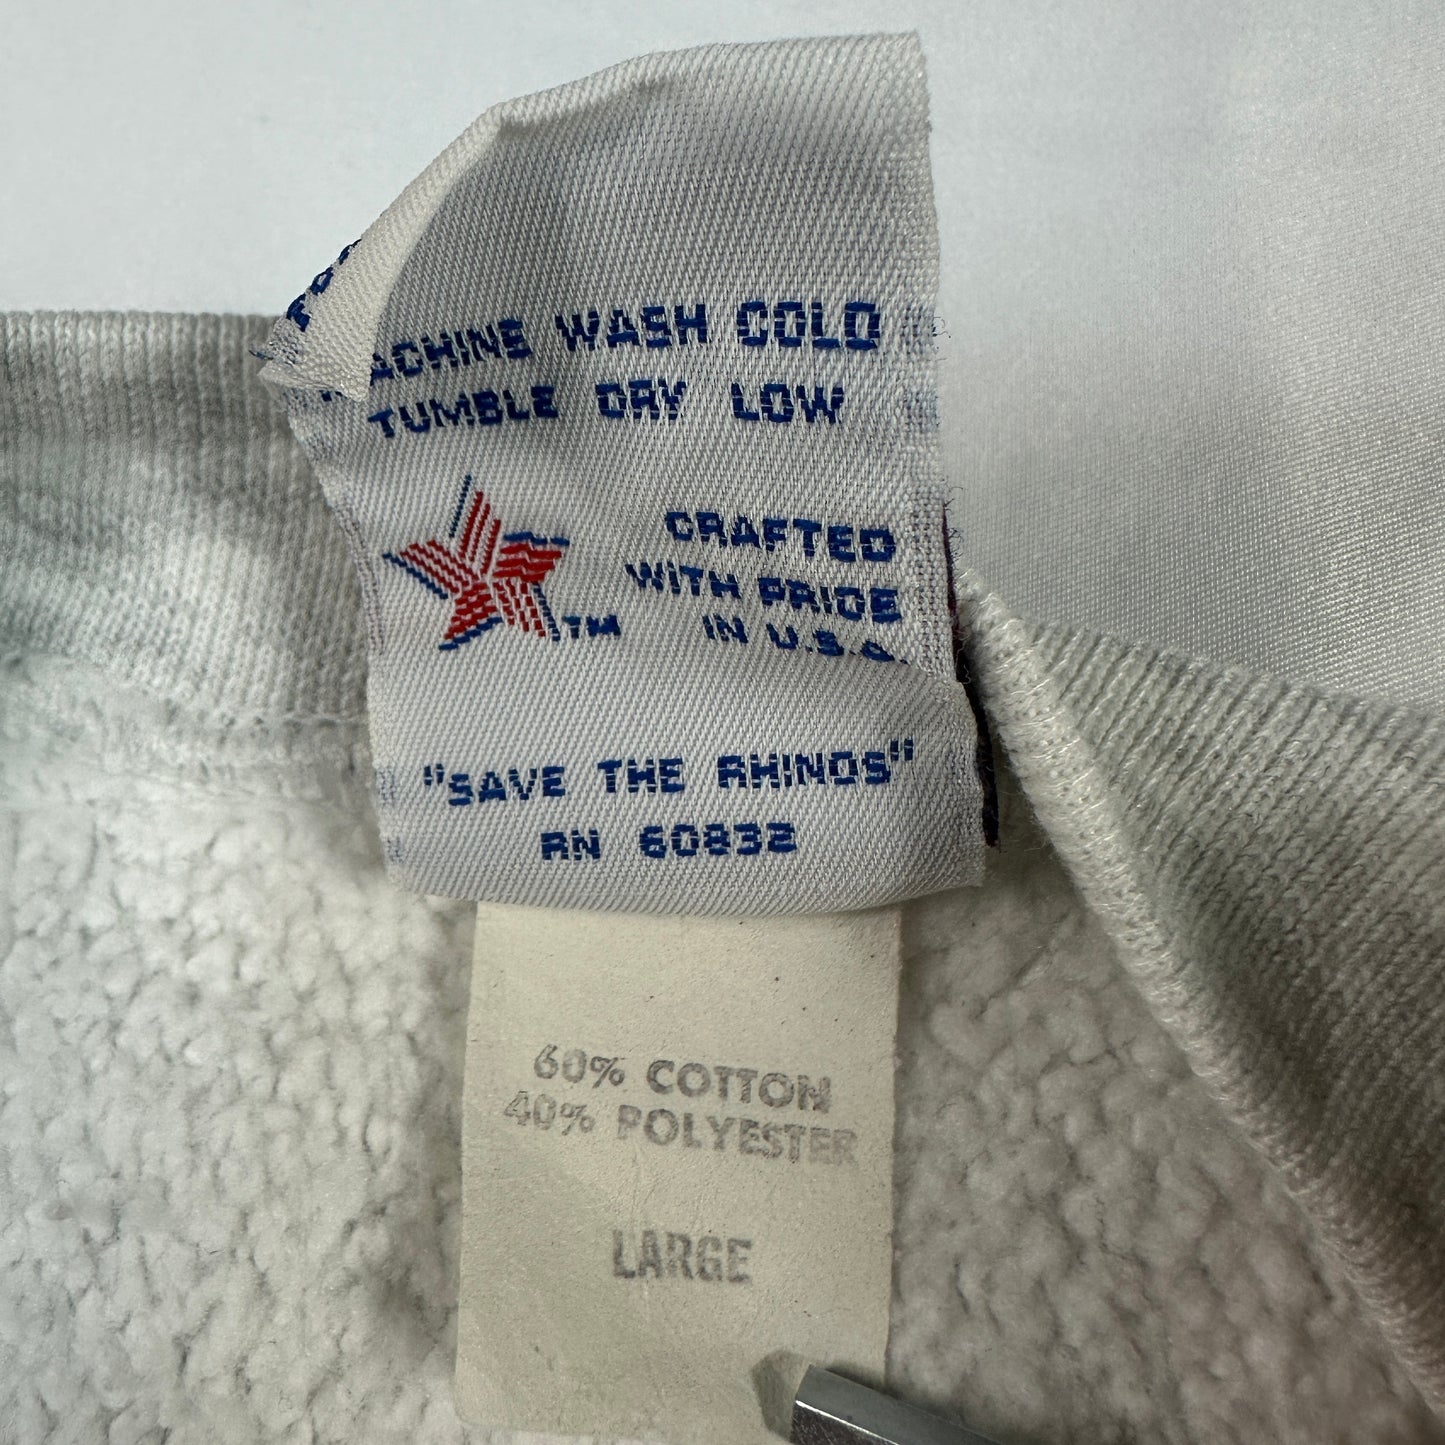 MACHINE WASH COLD
TUMBLE DRY LOW
TM
CRAFTED
WITH PRIDE
IN U.S.A.
"SAVE THE RHINOS"
RN 60832
60% COTTON
40% POLYESTER
LARGE